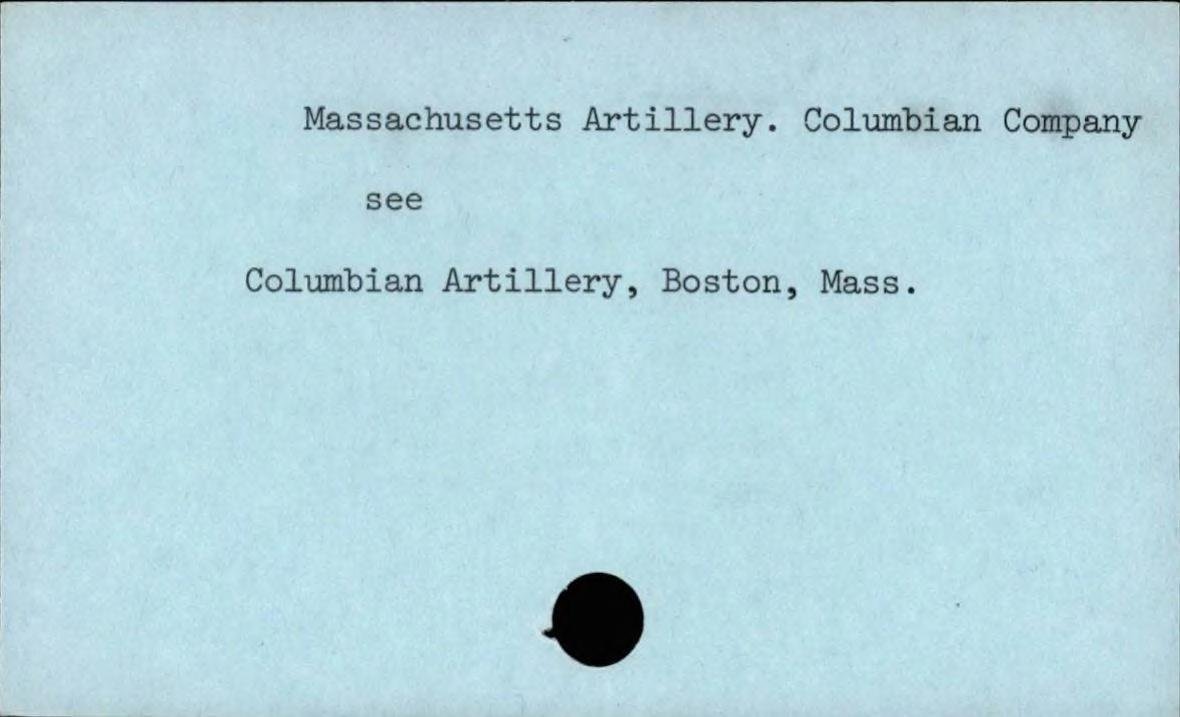 Massachusetts Artillery. Columbian Company
see
Columbian Artillery, Boston, Mass.